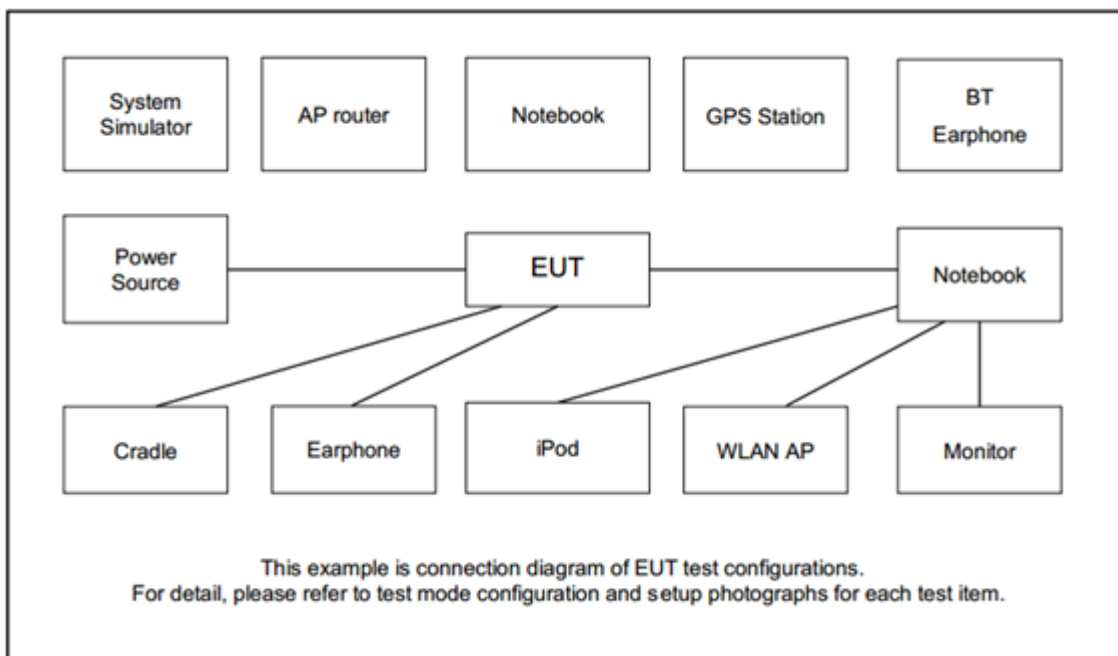 System
Simulator
AP router
Notebook
GPS Station
BT
Earphone
Power
Source
EUT
Notebook
Cradle
Earphone
iPod
WLAN AP
Monitor
This example is connection diagram of EUT test configurations.
For detail, please refer to test mode configuration and setup photographs for each test item.